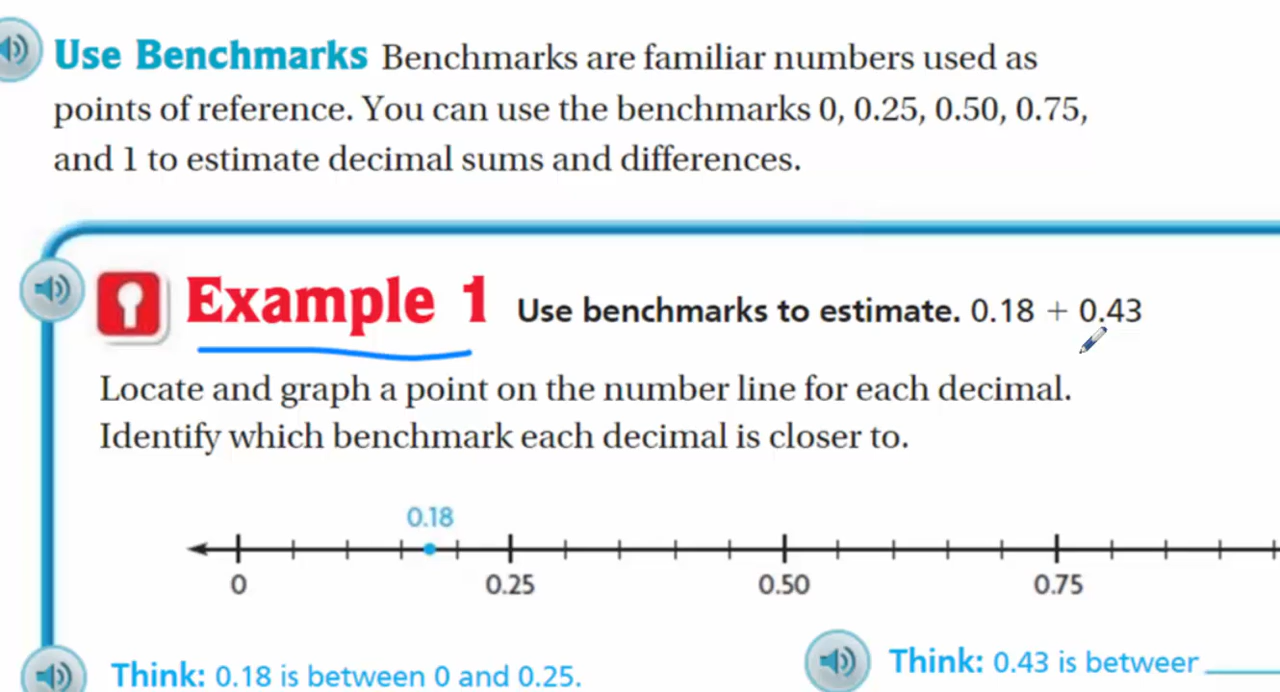 Use Benchmarks Benchmarks are familiar numbers used as
points of reference. You can use the benchmarks 0, 0.25, 0.50, 0.75,
and 1 to estimate decimal sums and differences.
Example 1 Use benchmarks to estimate. 0.18 + 0.43
Locate and graph a point on the number line for each decimal.
Identify which benchmark each decimal is closer to.
0.18
0 0.25 0.50 0.75
Think: 0.18 is between 0 and 0.25. Think: 0.43 is betweer